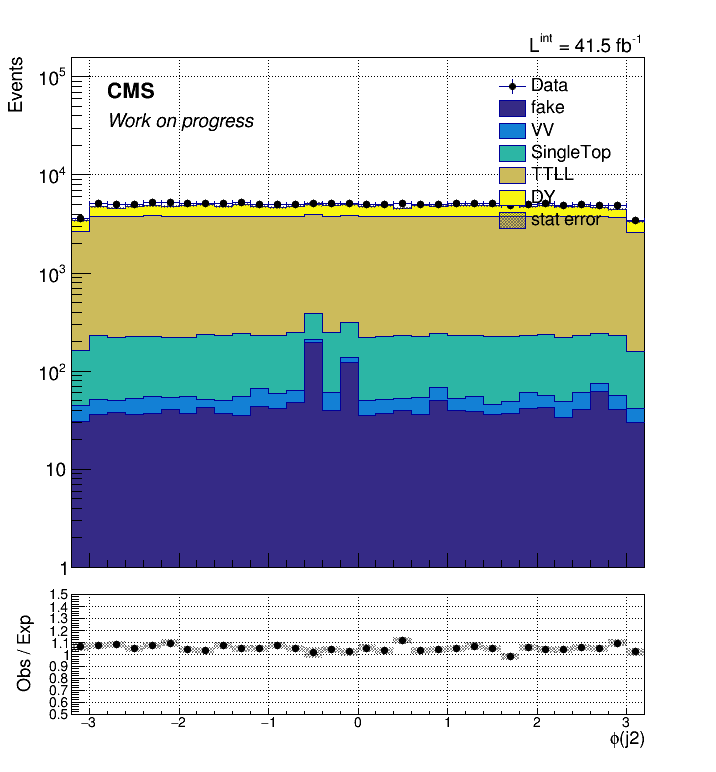 L^int = 41.5 fb^-1
Events
10^5
CMS
Work on progress
Data
fake
VV
SingleTop
TTLL
DY
stat error
10^4
10^3
10^2
10
1
Obs / Exp
1.5
1.4
1.3
1.2
1.1
1
0.9
0.8
0.7
0.6
0.5
−3 −2 −1 0 1 2 3
ϕ(j2)